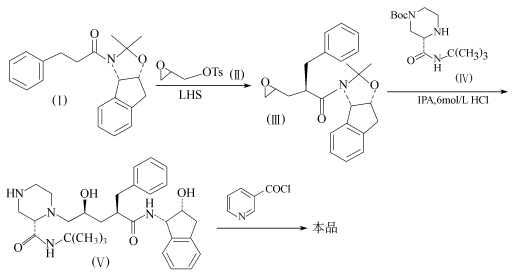 O
N
O
(Ⅰ)
O
OTs
(Ⅱ)
LHS
O
N
O
O
(Ⅲ)
Boc
N
NH
O
N
H
C(CH₃)₃
(Ⅳ)
IPA,6mol/L HCl
HN
N
OH
O
N
H
C(CH₃)₃
O
H
N
OH
(Ⅴ)
COCl
N
本品